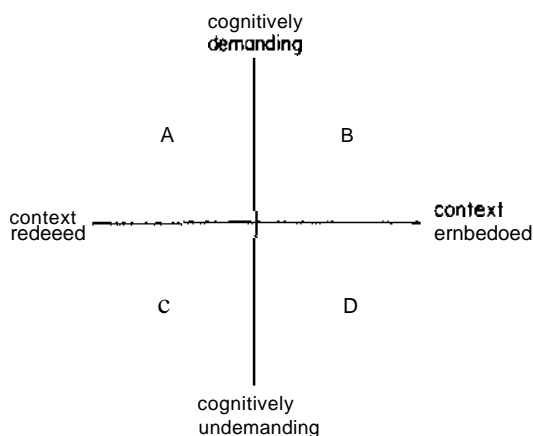 cognitively
demanding
A
B
context
redeeed
context
ernbedoed
c
D
cognitively
undemanding